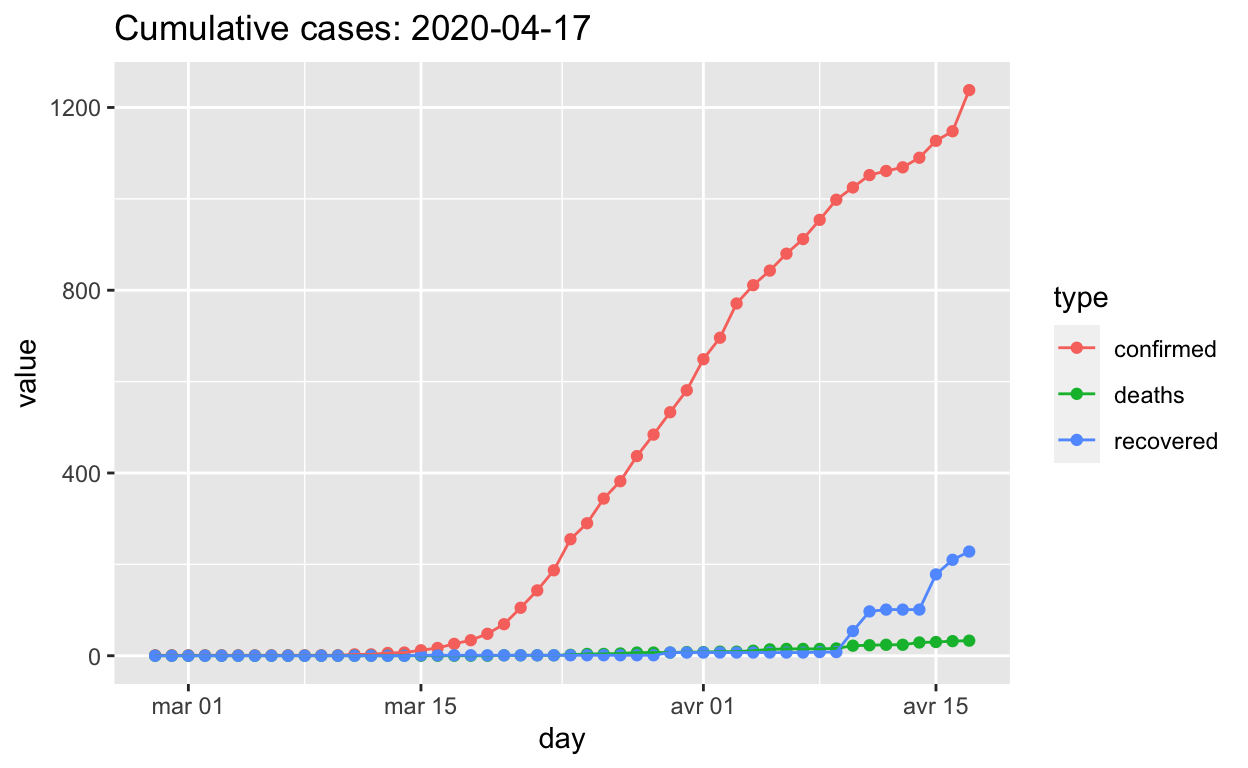 Cumulative cases: 2020-04-17
1200
800
400
0
value
mar 01 mar 15 avr 01 avr 15
day
type
confirmed
deaths
recovered